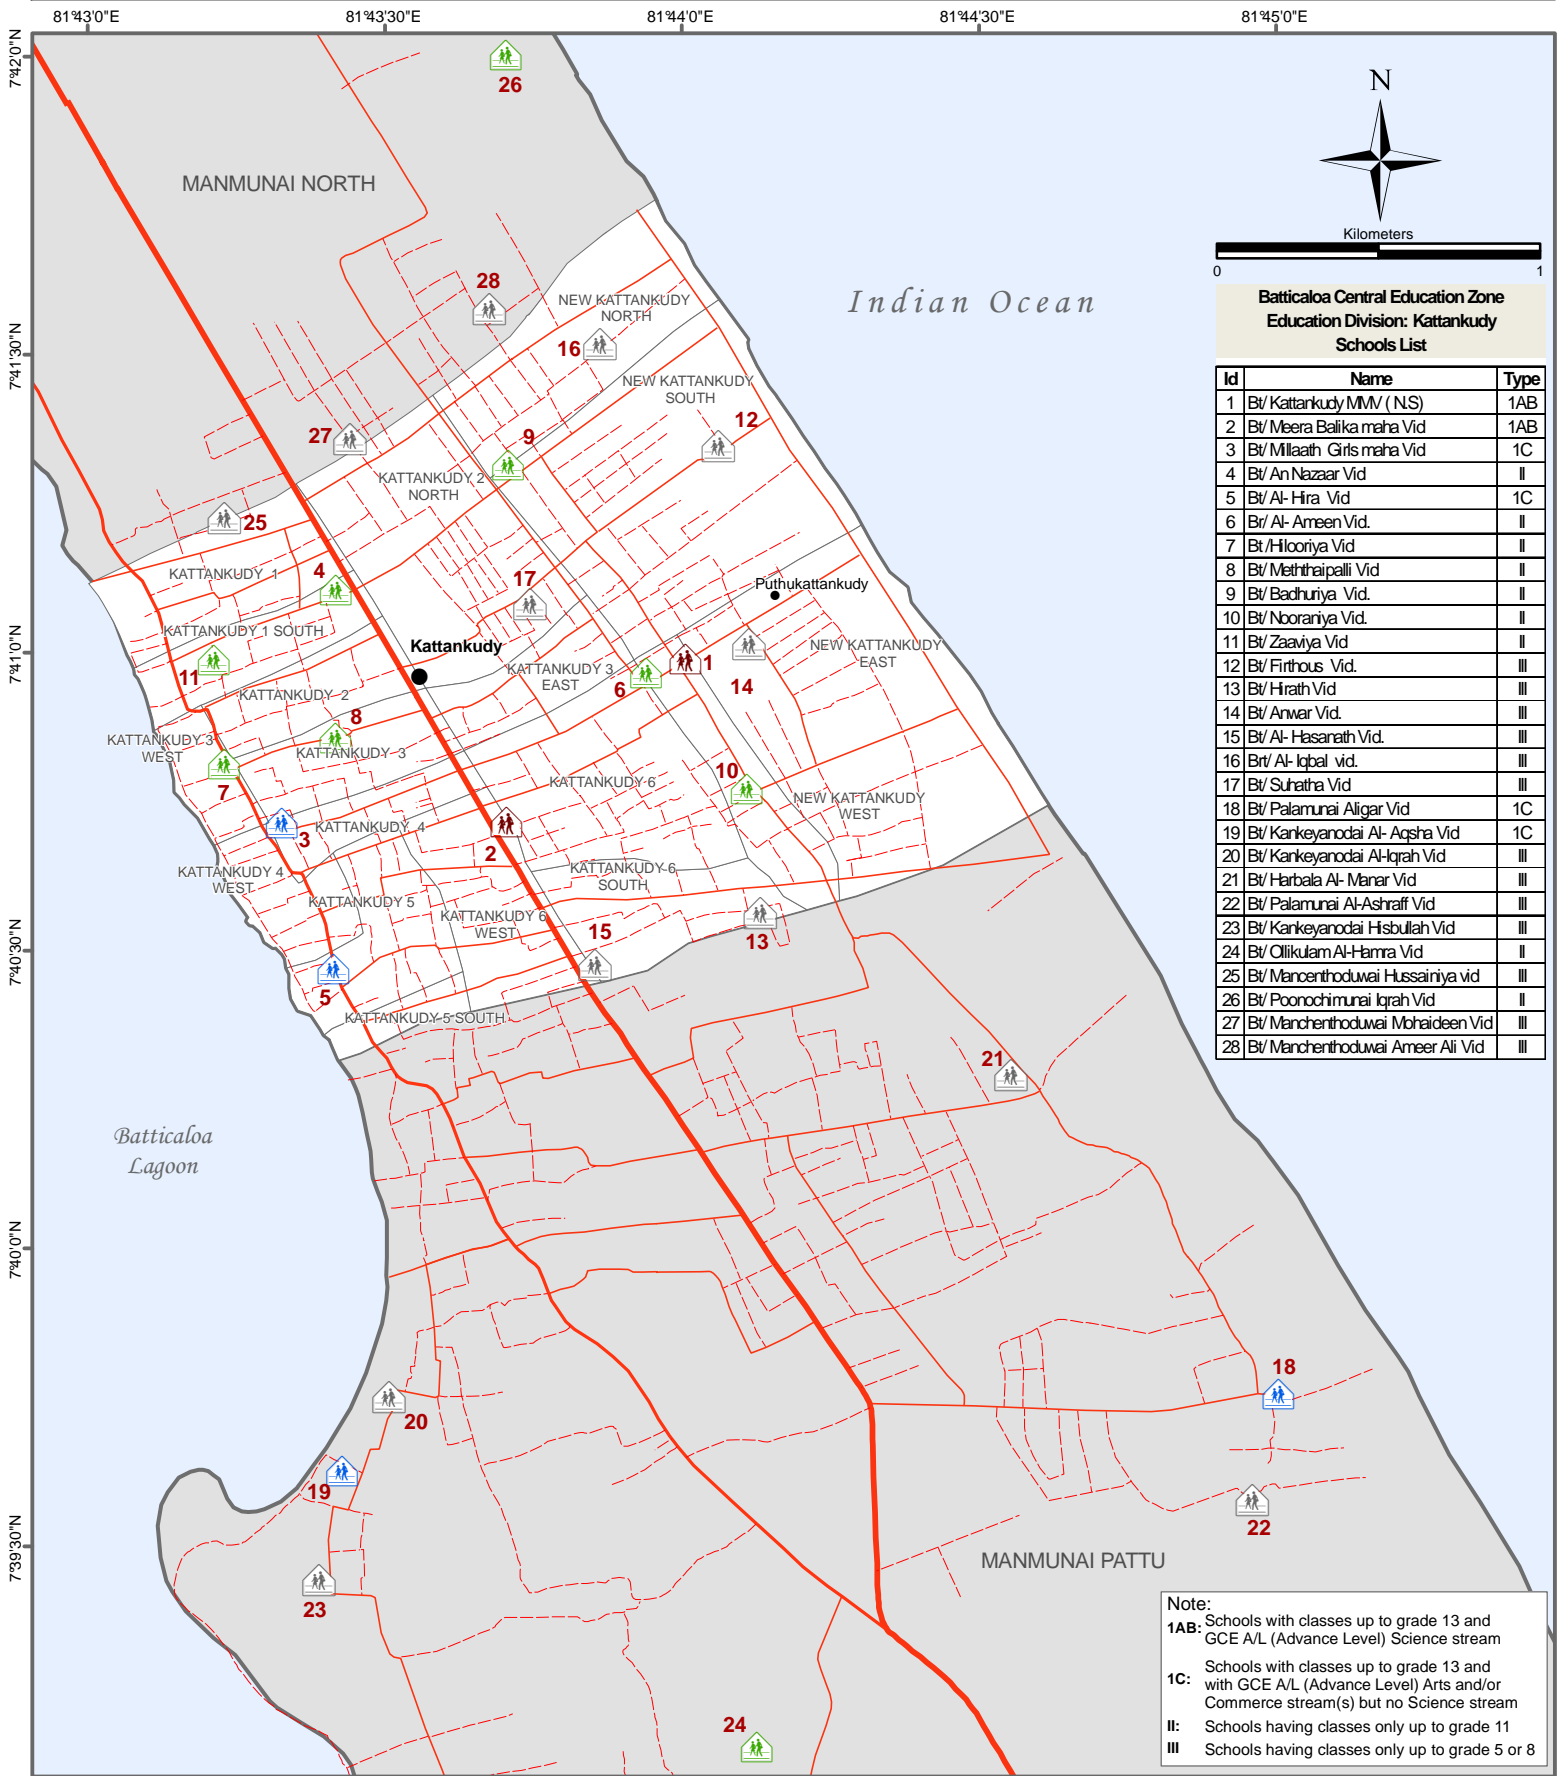 81°43'0"E
81°43'30"E
81°44'0"E
81°44'30"E
81°45'0"E
7°42'0"N
7°41'30"N
7°41'0"N
7°40'30"N
7°40'0"N
7°39'30"N
26
MANMUNAI NORTH
28
NEW KATTANKUDY
NORTH
16
NEW KATTANKUDY
SOUTH
12
27
9
KATTANKUDY 2
NORTH
25
KATTANKUDY 1
4
17
Puthukattankudy
KATTANKUDY 1 SOUTH
Kattankudy
NEW KATTANKUDY
EAST
11
KATTANKUDY 3
EAST
6
1
14
KATTANKUDY 2
8
KATTANKUDY 3
WEST
KATTANKUDY 3
7
10
KATTANKUDY 6
NEW KATTANKUDY
WEST
3
KATTANKUDY 4
2
KATTANKUDY 4
WEST
KATTANKUDY 6
SOUTH
KATTANKUDY 5
KATTANKUDY 6
WEST
15
13
5
KATTANKUDY 5 SOUTH
21
Batticaloa
Lagoon
18
20
19
22
23
MANMUNAI PATTU
24
Indian Ocean
N
Kilometers
0 1
Batticaloa Central Education Zone
Education Division: Kattankudy
Schools List
Id Name Type
1 Bt/ Kattankudy MMV ( N.S) 1AB
2 Bt/ Meera Balika maha Vid 1AB
3 Bt/ Millaath Girls maha Vid 1C
4 Bt/ An Nazaar Vid II
5 Bt/ Al- Hira Vid 1C
6 Br/ Al- Ameen Vid. II
7 Bt /Hilooriya Vid II
8 Bt/ Meththaipalli Vid II
9 Bt/ Badhuriya Vid. II
10 Bt/ Nooraniya Vid. II
11 Bt/ Zaaviya Vid II
12 Bt/ Firthous Vid. III
13 Bt/ Hirath Vid III
14 Bt/ Anwar Vid. III
15 Bt/ Al- Hasanath Vid. III
16 Brt/ Al- Iqbal vid. III
17 Bt/ Suhatha Vid III
18 Bt/ Palamunai Aligar Vid 1C
19 Bt/ Kankeyanodai Al- Aqsha Vid 1C
20 Bt/ Kankeyanodai Al-Iqrah Vid III
21 Bt/ Harbala Al- Manar Vid III
22 Bt/ Palamunai Al-Ashraff Vid III
23 Bt/ Kankeyanodai Hisbullah Vid III
24 Bt/ Ollikulam Al-Hamra Vid II
25 Bt/ Mancenthoduwai Hussainiya vid III
26 Bt/ Poonochimunai Iqrah Vid II
27 Bt/ Manchenthoduwai Mohaideen Vid III
28 Bt/ Manchenthoduwai Ameer Ali Vid III
Note:
1AB: Schools with classes up to grade 13 and
GCE A/L (Advance Level) Science stream
1C: Schools with classes up to grade 13 and
with GCE A/L (Advance Level) Arts and/or
Commerce stream(s) but no Science stream
II: Schools having classes only up to grade 11
III Schools having classes only up to grade 5 or 8